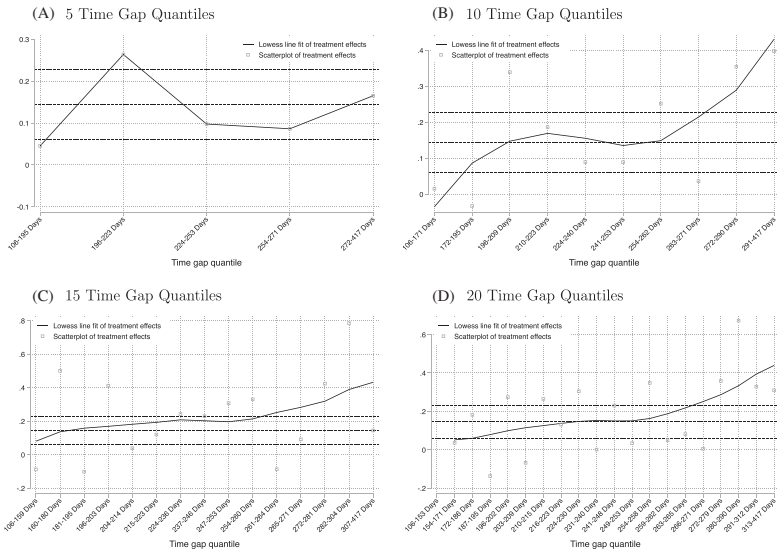 (A) 5 Time Gap Quantiles
Lowess line fit of treatment effects
Scatterplot of treatment effects
0.3
0.2
0.1
0
-0.1
106-195 Days
196-223 Days
224-253 Days
254-271 Days
272-417 Days
Time gap quantile
(B) 10 Time Gap Quantiles
Lowess line fit of treatment effects
Scatterplot of treatment effects
.4
.3
.2
.1
0
106-171 Days
172-195 Days
196-209 Days
210-223 Days
224-240 Days
241-253 Days
254-262 Days
263-271 Days
272-290 Days
291-417 Days
Time gap quantile
(C) 15 Time Gap Quantiles
Lowess line fit of treatment effects
Scatterplot of treatment effects
.8
.6
.4
.2
0
-.2
106-159 Days
160-180 Days
181-195 Days
196-203 Days
204-214 Days
215-223 Days
224-236 Days
237-246 Days
247-253 Days
254-260 Days
261-264 Days
265-271 Days
272-281 Days
282-304 Days
307-417 Days
Time gap quantile
(D) 20 Time Gap Quantiles
Lowess line fit of treatment effects
Scatterplot of treatment effects
.6
.4
.2
0
-.2
106-153 Days
154-171 Days
172-186 Days
187-195 Days
196-202 Days
203-209 Days
210-215 Days
216-223 Days
224-230 Days
231-240 Days
241-248 Days
249-253 Days
254-258 Days
259-262 Days
263-265 Days
266-271 Days
272-279 Days
280-290 Days
291-312 Days
313-417 Days
Time gap quantile